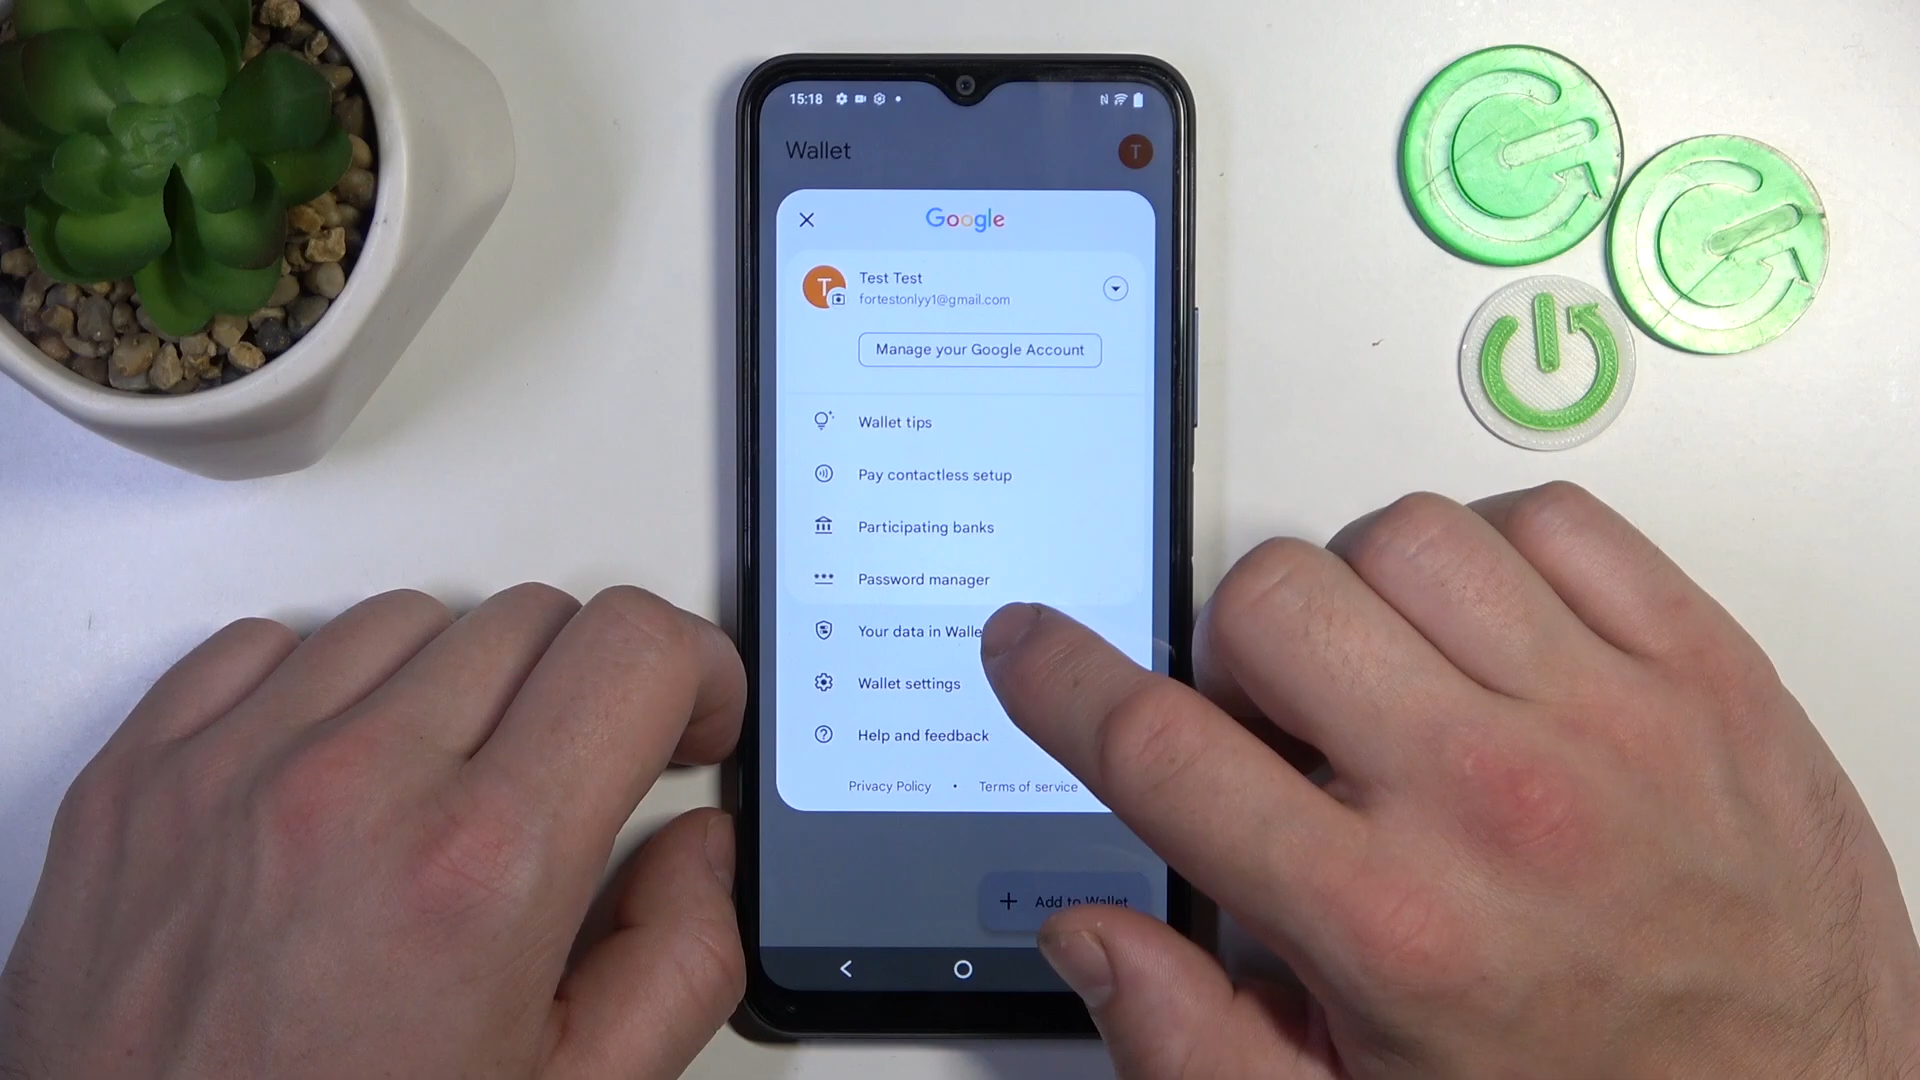 15:18
Wallet
T
Google
T
Test Test
fortestonlyy1@gmail.com
Manage your Google Account
Wallet tips
Pay contactless setup
Participating banks
Password manager
Your data in Walle
Wallet settings
Help and feedback
Privacy Policy • Terms of service
+ Add to Wallet